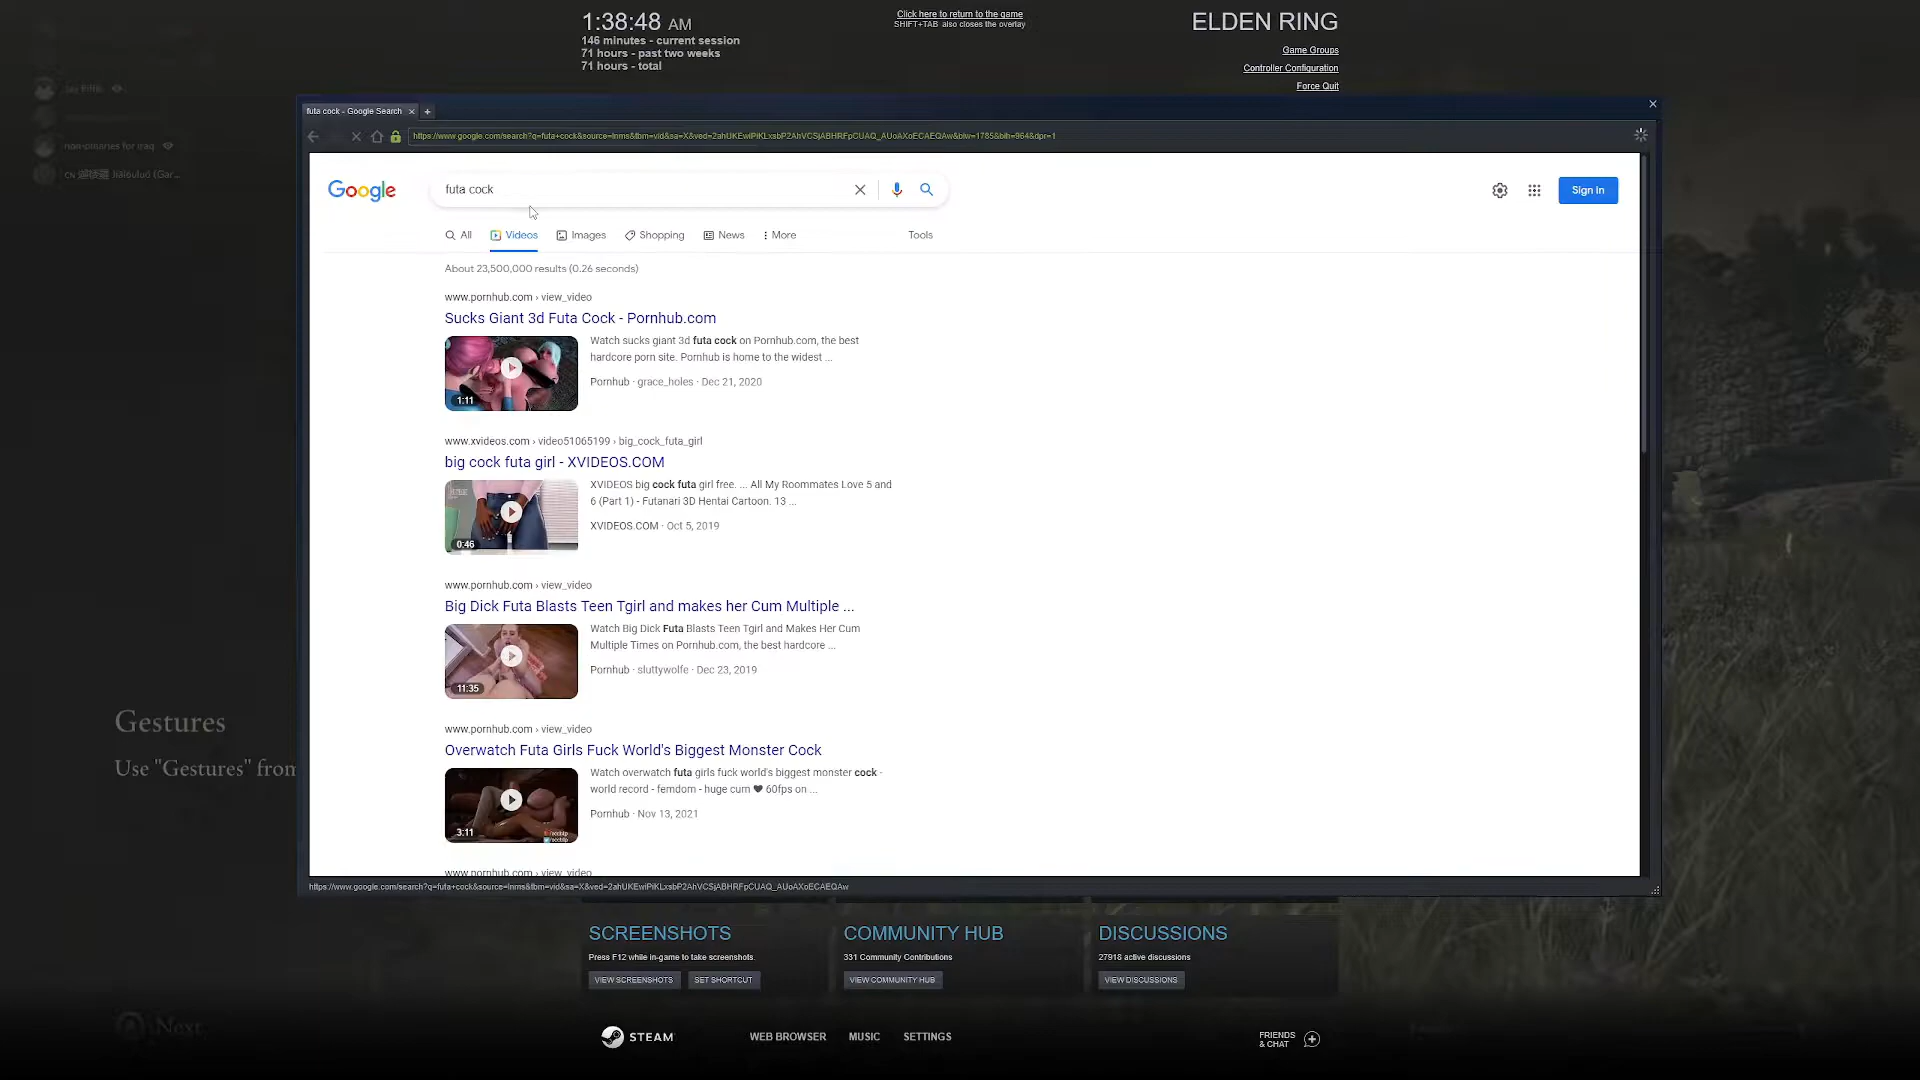 1:38:48 AM
146 minutes - current session
71 hours - past two weeks
71 hours - total
Click here to return to the game
SHIFT+TAB also closes the overlay
ELDEN RING
Game Groups
Controller Configuration
Force Quit
futa cock - Google Search
Google
futa cock
Sign in
All
Videos
Images
Shopping
News
More
Tools
About 23,500,000 results (0.26 seconds)
www.pornhub.com › view_video
Sucks Giant 3d Futa Cock - Pornhub.com
Watch sucks giant 3d futa cock on Pornhub.com, the best
hardcore porn site. Pornhub is home to the widest ...
1:11
Pornhub · grace_holes · Dec 21, 2020
www.xvideos.com › video51065199 › big_cock_futa_girl
big cock futa girl - XVIDEOS.COM
XVIDEOS big cock futa girl free. ... All My Roommates Love 5 and
6 (Part 1) - Futanari 3D Hentai Cartoon. 13 ...
0:46
XVIDEOS.COM · Oct 5, 2019
www.pornhub.com › view_video
Big Dick Futa Blasts Teen Tgirl and makes her Cum Multiple ...
Watch Big Dick Futa Blasts Teen Tgirl and Makes Her Cum
Multiple Times on Pornhub.com, the best hardcore ...
11:35
Pornhub · sluttywolfe · Dec 23, 2019
www.pornhub.com › view_video
Overwatch Futa Girls Fuck World's Biggest Monster Cock
Watch overwatch futa girls fuck world's biggest monster cock -
world record - femdom - huge cum ❤ 60fps on ...
3:11
Pornhub · Nov 13, 2021
www.pornhub.com › view_video
non-binaries for iraq
Gestures
Use "Gestures" from
Next
SCREENSHOTS
Press F12 while in-game to take screenshots.
VIEW SCREENSHOTS
SET SHORTCUT
COMMUNITY HUB
331 Community Contributions
VIEW COMMUNITY HUB
DISCUSSIONS
27918 active discussions
VIEW DISCUSSIONS
STEAM
WEB BROWSER
MUSIC
SETTINGS
FRIENDS
& CHAT